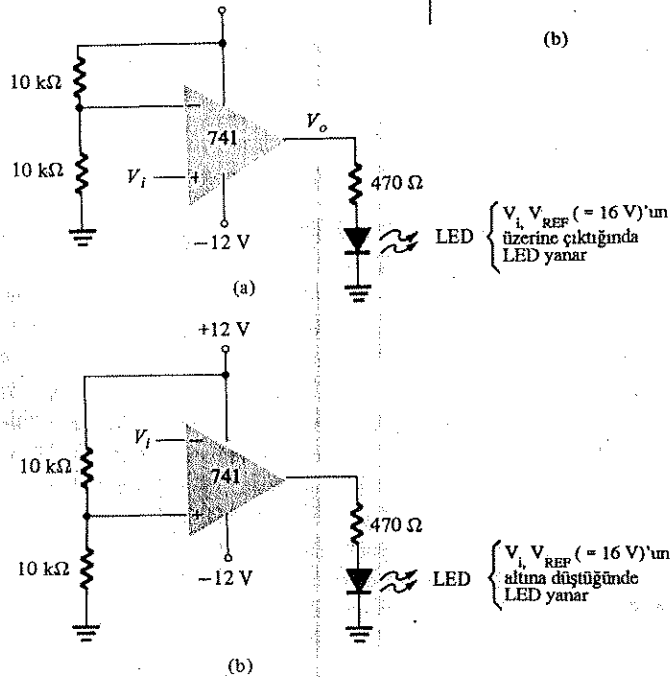 (b)
10 kΩ
10 kΩ
−
741
V_i
+
−12 V
V_o
470 Ω
LED
V_i, V_REF ( = 16 V)'un
üzerine çıktığında
LED yanar
(a)
+12 V
V_i
−
741
+
10 kΩ
10 kΩ
−12 V
470 Ω
LED
V_i, V_REF ( = 16 V)'un
altına düştüğünde
LED yanar
(b)